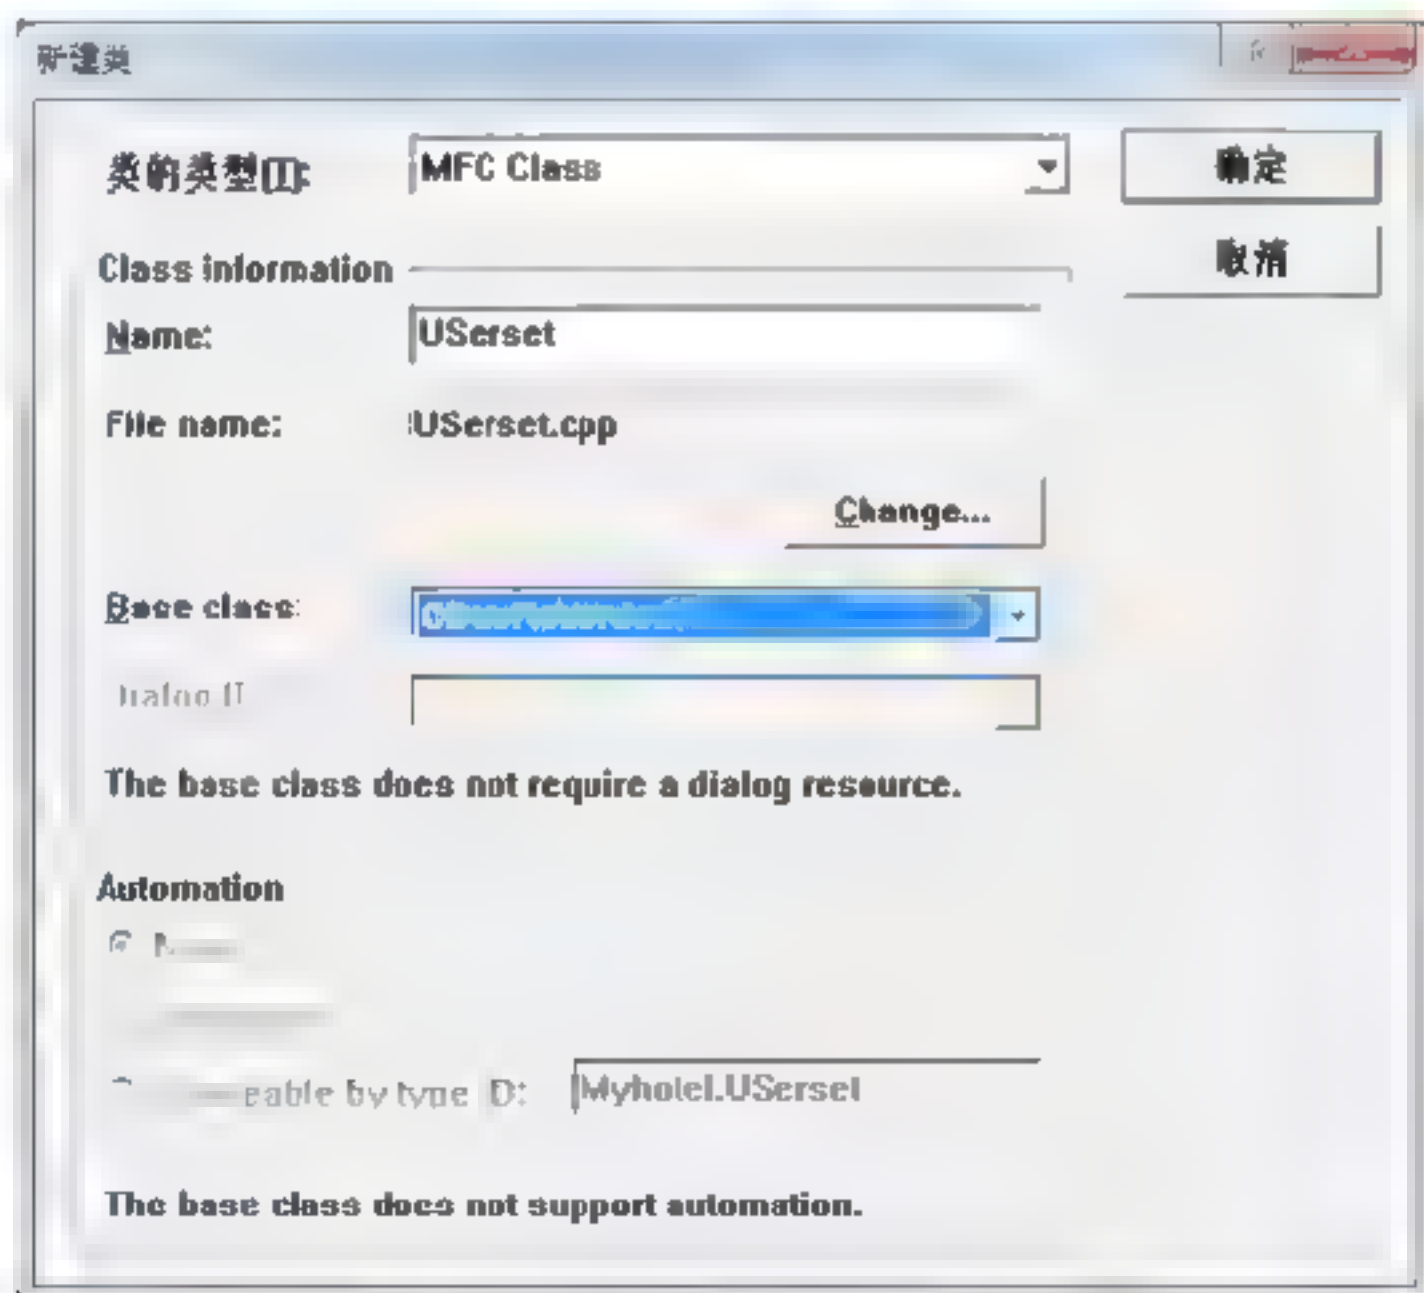 新建类
类的类型(T):
MFC Class
确定
取消
Class information
Name:
USerset
File name:
USerset.cpp
Change...
Base class:
The base class does not require a dialog resource.
Automation
eable by type ID:
Myhotel.USerset
The base class does not support automation.